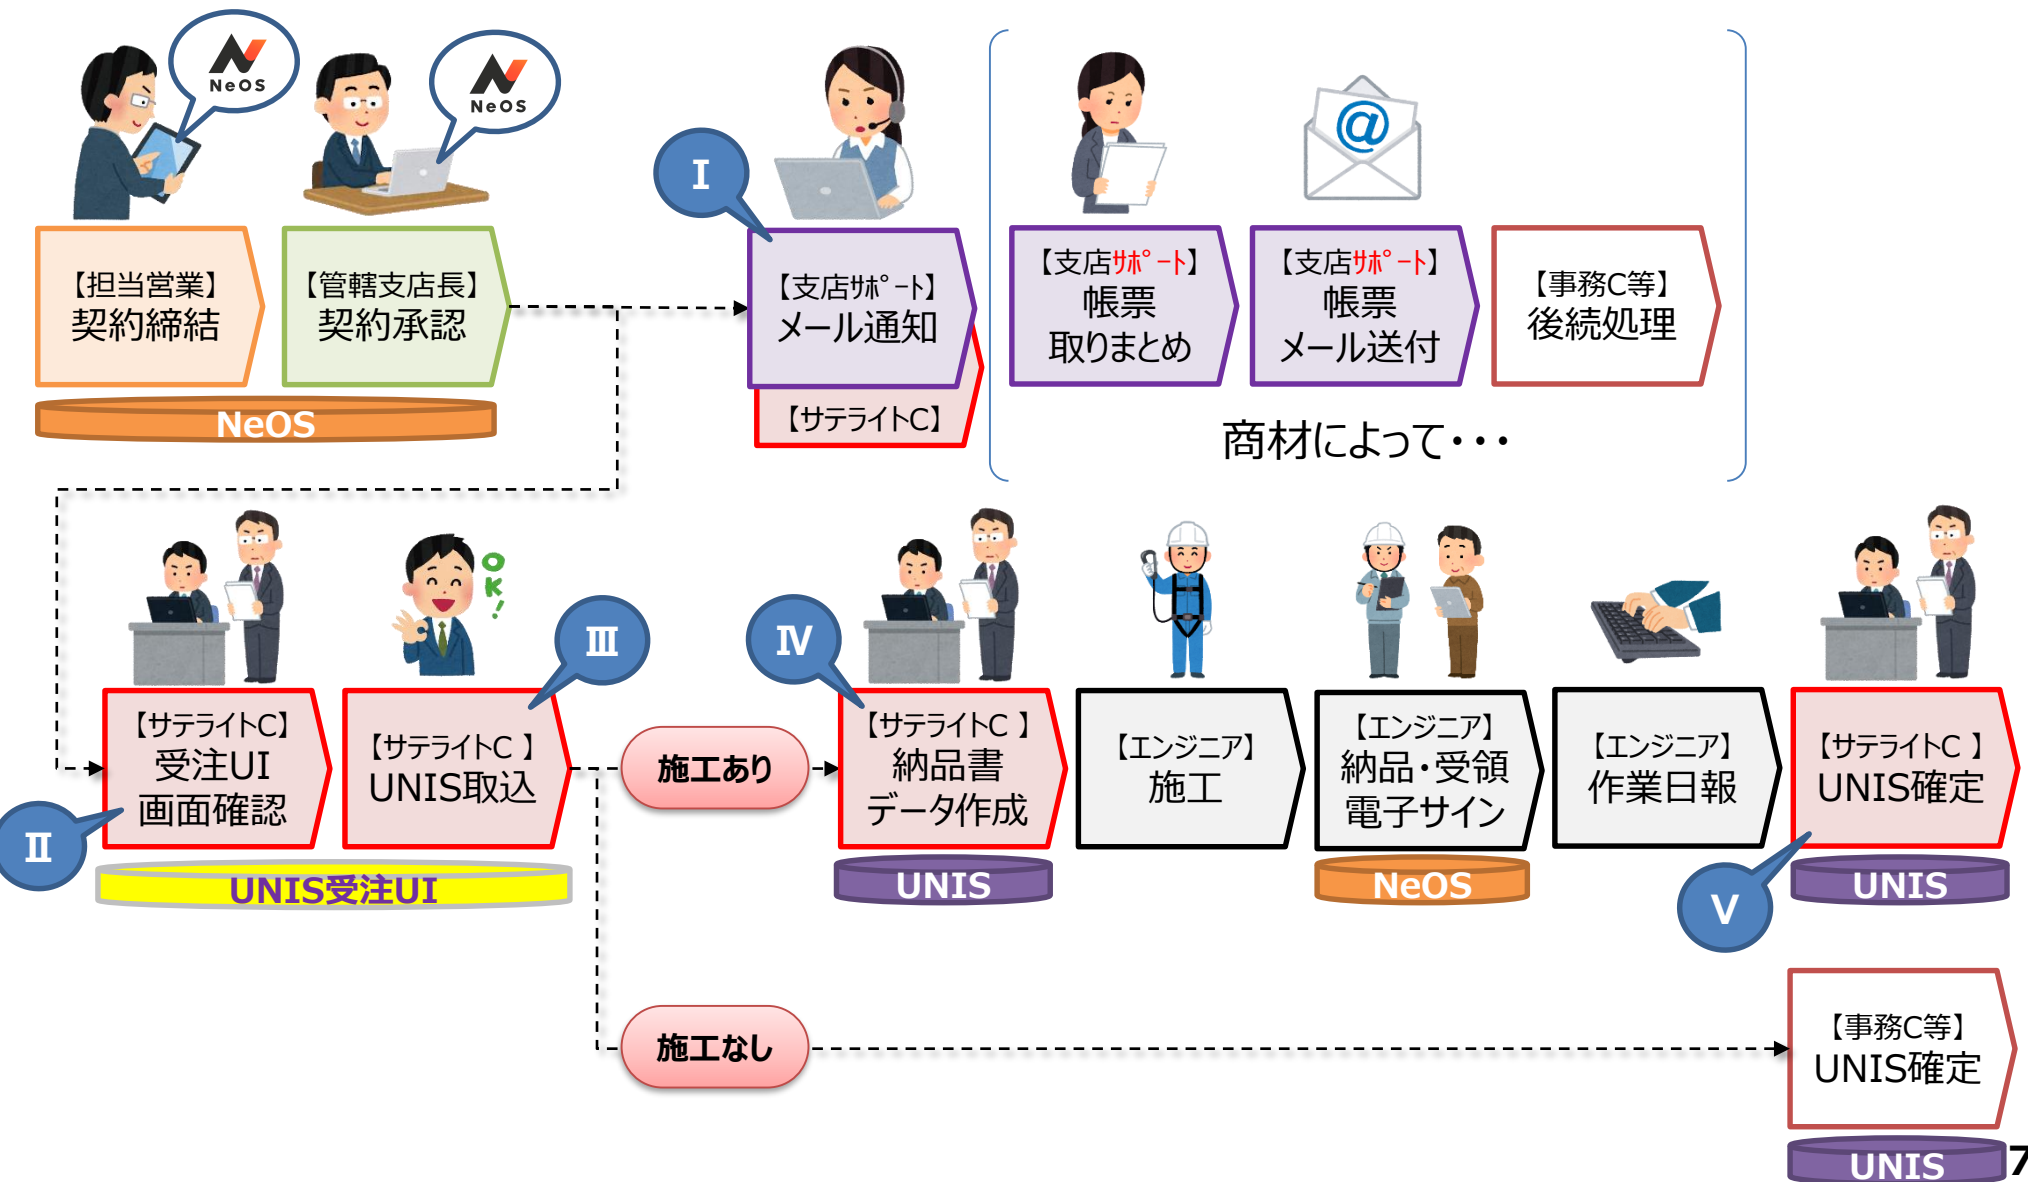 NeOS
NeOS
I
【担当営業】
契約締結
【管轄支店長】
契約承認
【支店ｻﾎﾟｰﾄ】
メール通知
【サテライトC】
【支店ｻﾎﾟｰﾄ】
帳票
取りまとめ
【支店ｻﾎﾟｰﾄ】
帳票
メール送付
【事務C等】
後続処理
NeOS
商材によって・・・
OK!
Ⅲ
Ⅳ
【サテライトC】
受注UI
画面確認
【サテライトC 】
UNIS取込
施工あり
【サテライトC 】
納品書
データ作成
【エンジニア】
施工
【エンジニア】
納品・受領
電子サイン
【エンジニア】
作業日報
【サテライトC 】
UNIS確定
Ⅱ
UNIS受注UI
UNIS
NeOS
Ⅴ
UNIS
施工なし
【事務C等】
UNIS確定
UNIS
7